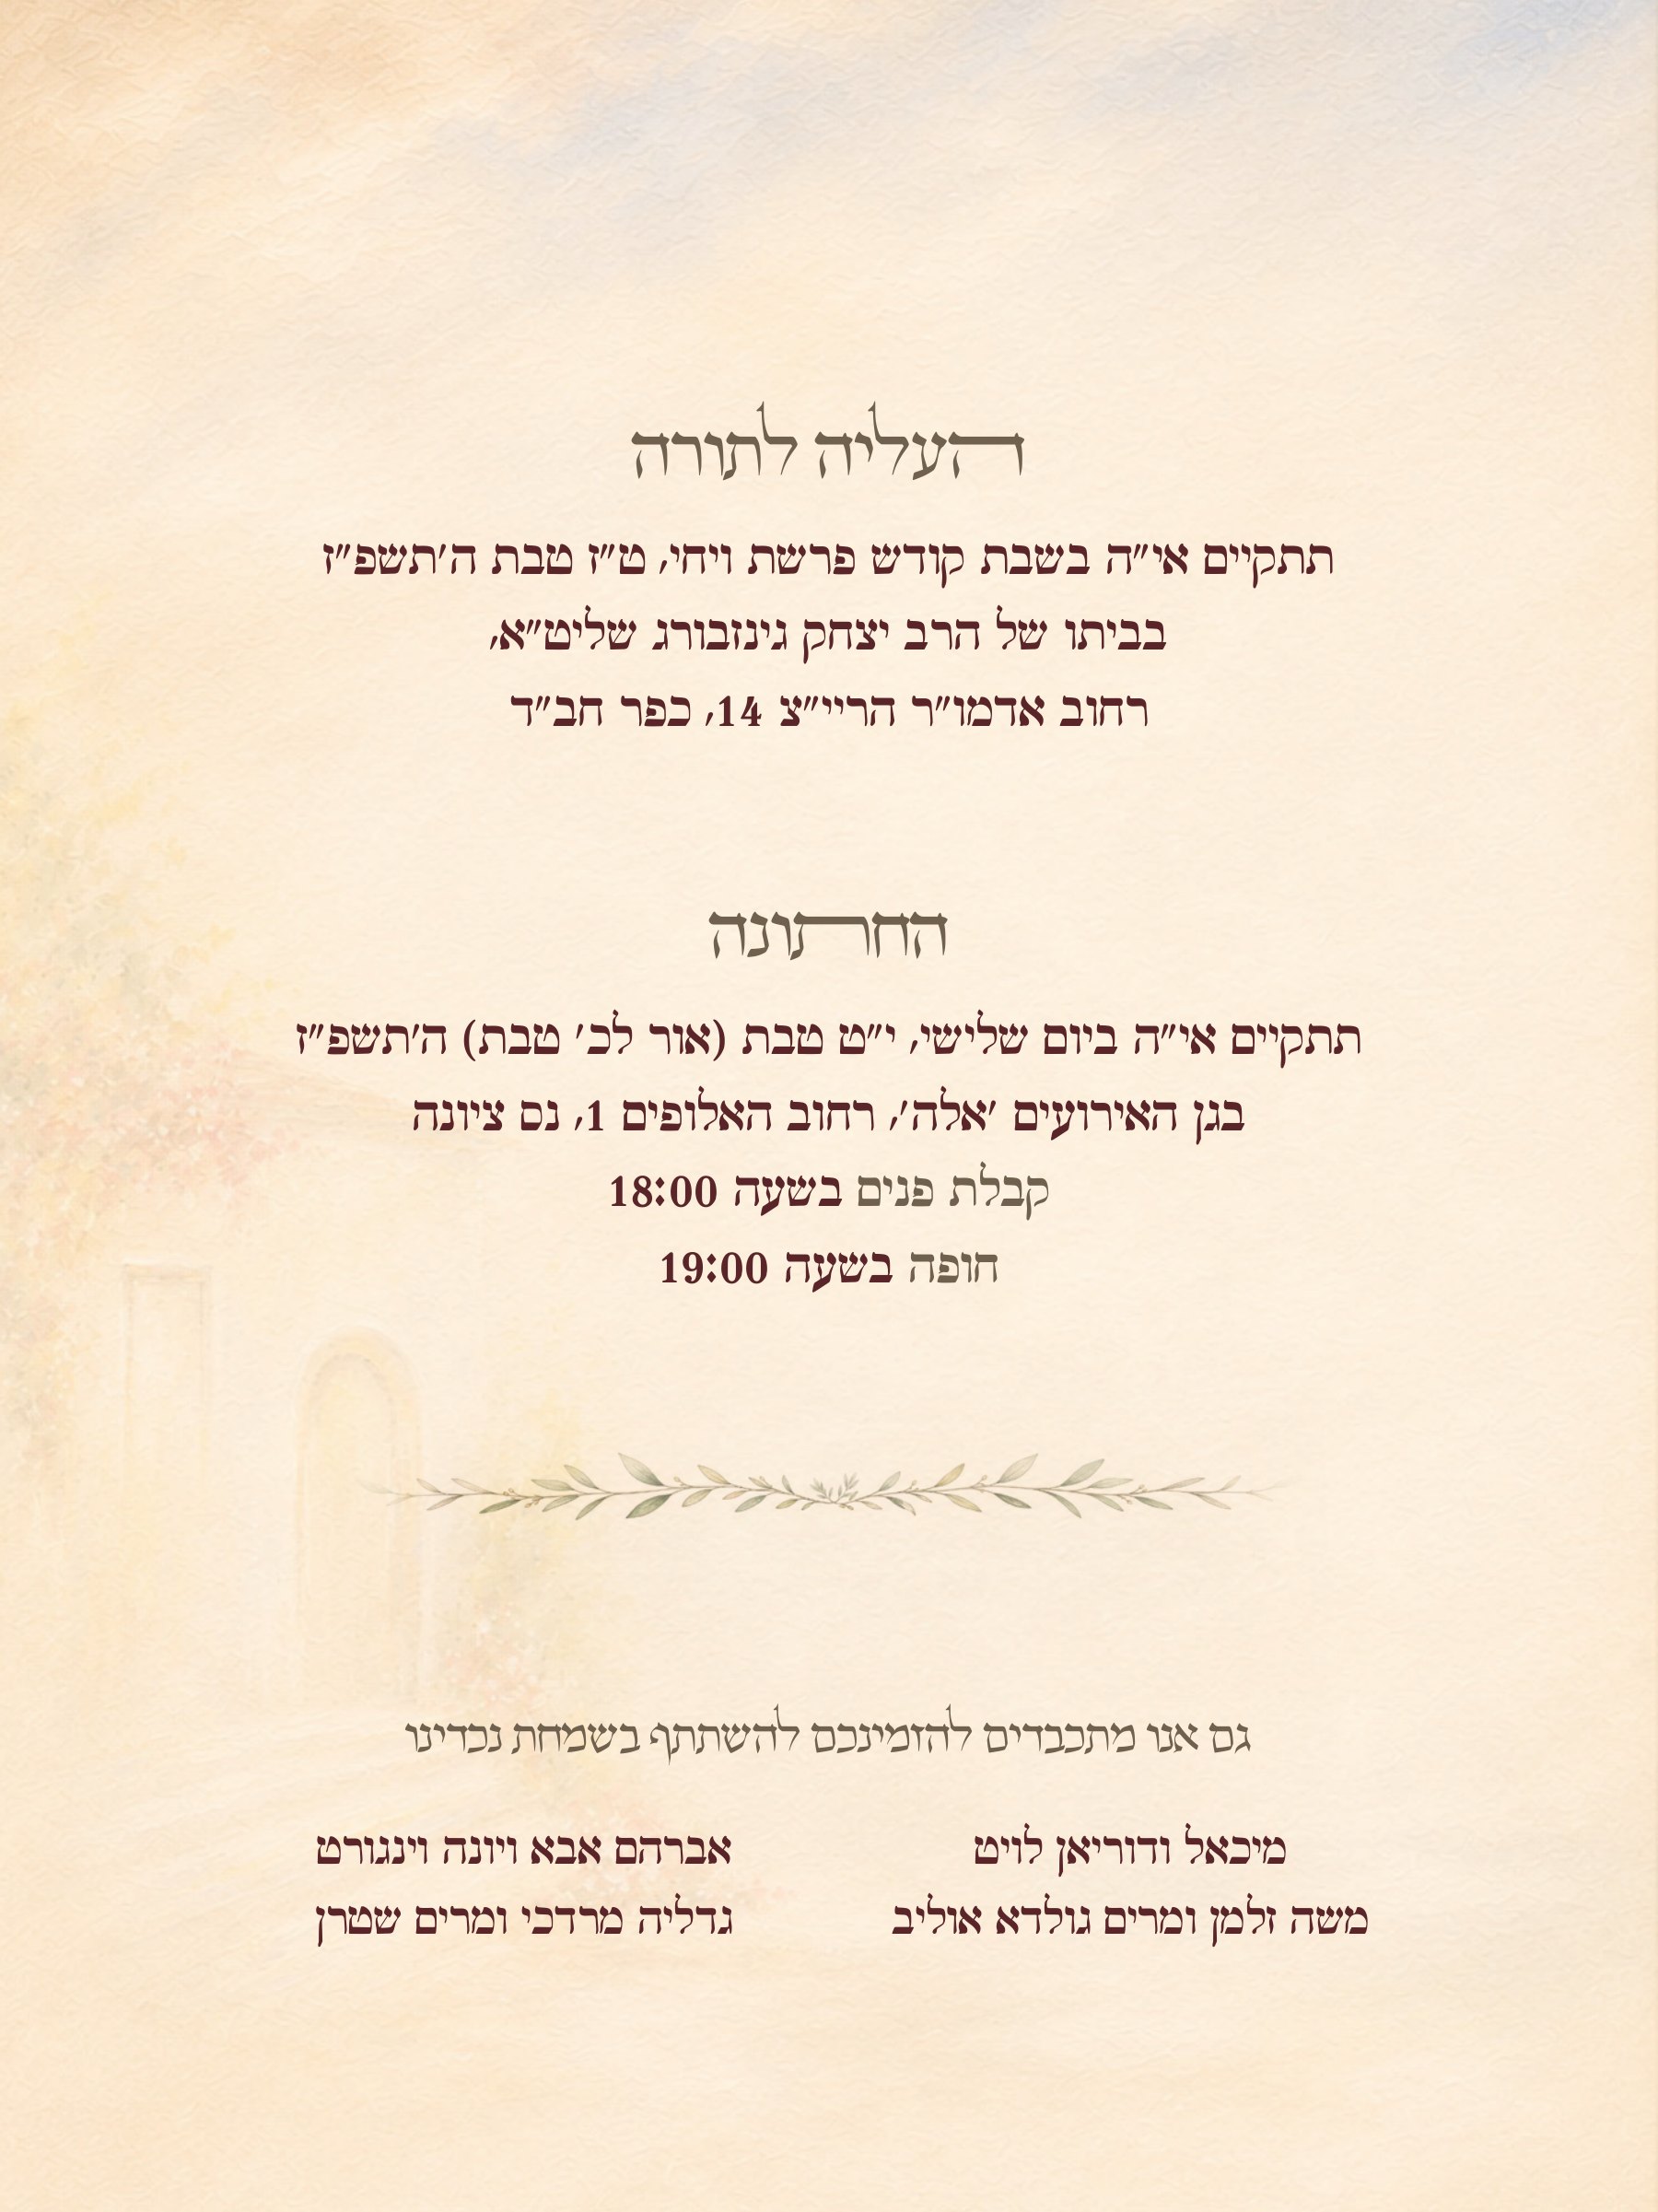 העליה לתורה
תתקיים אי״ה בשבת קודש פרשת ויחי, ט״ז טבת ה׳תשפ״ז
בביתו של הרב יצחק גינזבורג שליט״א,
רחוב אדמו״ר הריי״צ 14, כפר חב״ד
החתונה
תתקיים אי״ה ביום שלישי, י״ט טבת (אור לכ׳ טבת) ה׳תשפ״ז
בגן האירועים ׳אלה׳, רחוב האלופים 1, נס ציונה
קבלת פנים בשעה 18:00
חופה בשעה 19:00
גם אנו מתכבדים להזמינכם להשתתף בשמחת נכדינו
מיכאל ודוריאן לויט
משה זלמן ומרים גולדא אוליב
אברהם אבא ויונה וינגורט
גדליה מרדכי ומרים שטרן